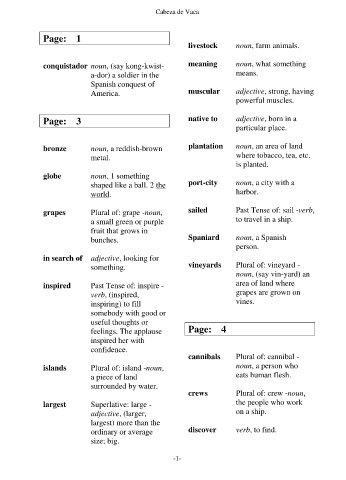 Cabeza de Vaca
Page: 1
conquistador noun, (say kong-kwist-
a-dor) a soldier in the
Spanish conquest of
America.
Page: 3
bronze noun, a reddish-brown
metal.
globe noun, 1 something
shaped like a ball. 2 the
world.
grapes Plural of: grape -noun,
a small green or purple
fruit that grows in
bunches.
in search of adjective, looking for
something.
inspired Past Tense of: inspire -
verb, (inspired,
inspiring) to fill
somebody with good or
useful thoughts or
feelings. The applause
inspired her with
confidence.
islands Plural of: island -noun,
a piece of land
surrounded by water.
largest Superlative: large -
adjective, (larger,
largest) more than the
ordinary or average
size; big.
livestock noun, farm animals.
meaning noun, what something
means.
muscular adjective, strong, having
powerful muscles.
native to adjective, born in a
particular place.
plantation noun, an area of land
where tobacco, tea, etc.
is planted.
port-city noun, a city with a
harbor.
sailed Past Tense of: sail -verb,
to travel in a ship.
Spaniard noun, a Spanish
person.
vineyards Plural of: vineyard -
noun, (say vin-yard) an
area of land where
grapes are grown on
vines.
Page: 4
cannibals Plural of: cannibal -
noun, a person who
eats human flesh.
crews Plural of: crew -noun,
the people who work
on a ship.
discover verb, to find.
-1-